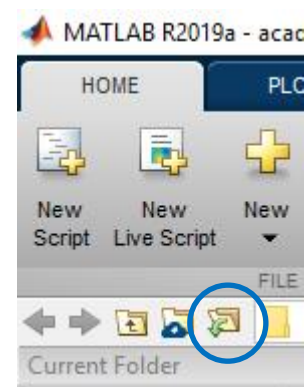 MATLAB R2019a - acad
HOME PLO
New Script New Live Script New
FILE
Current Folder